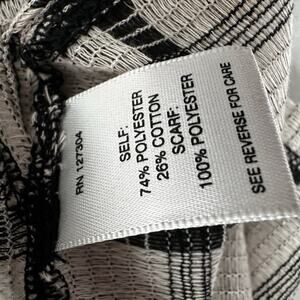 RN 127304
SELF:
74% POLYESTER
26% COTTON
SCARF:
100% POLYESTER
SEE REVERSE FOR CARE